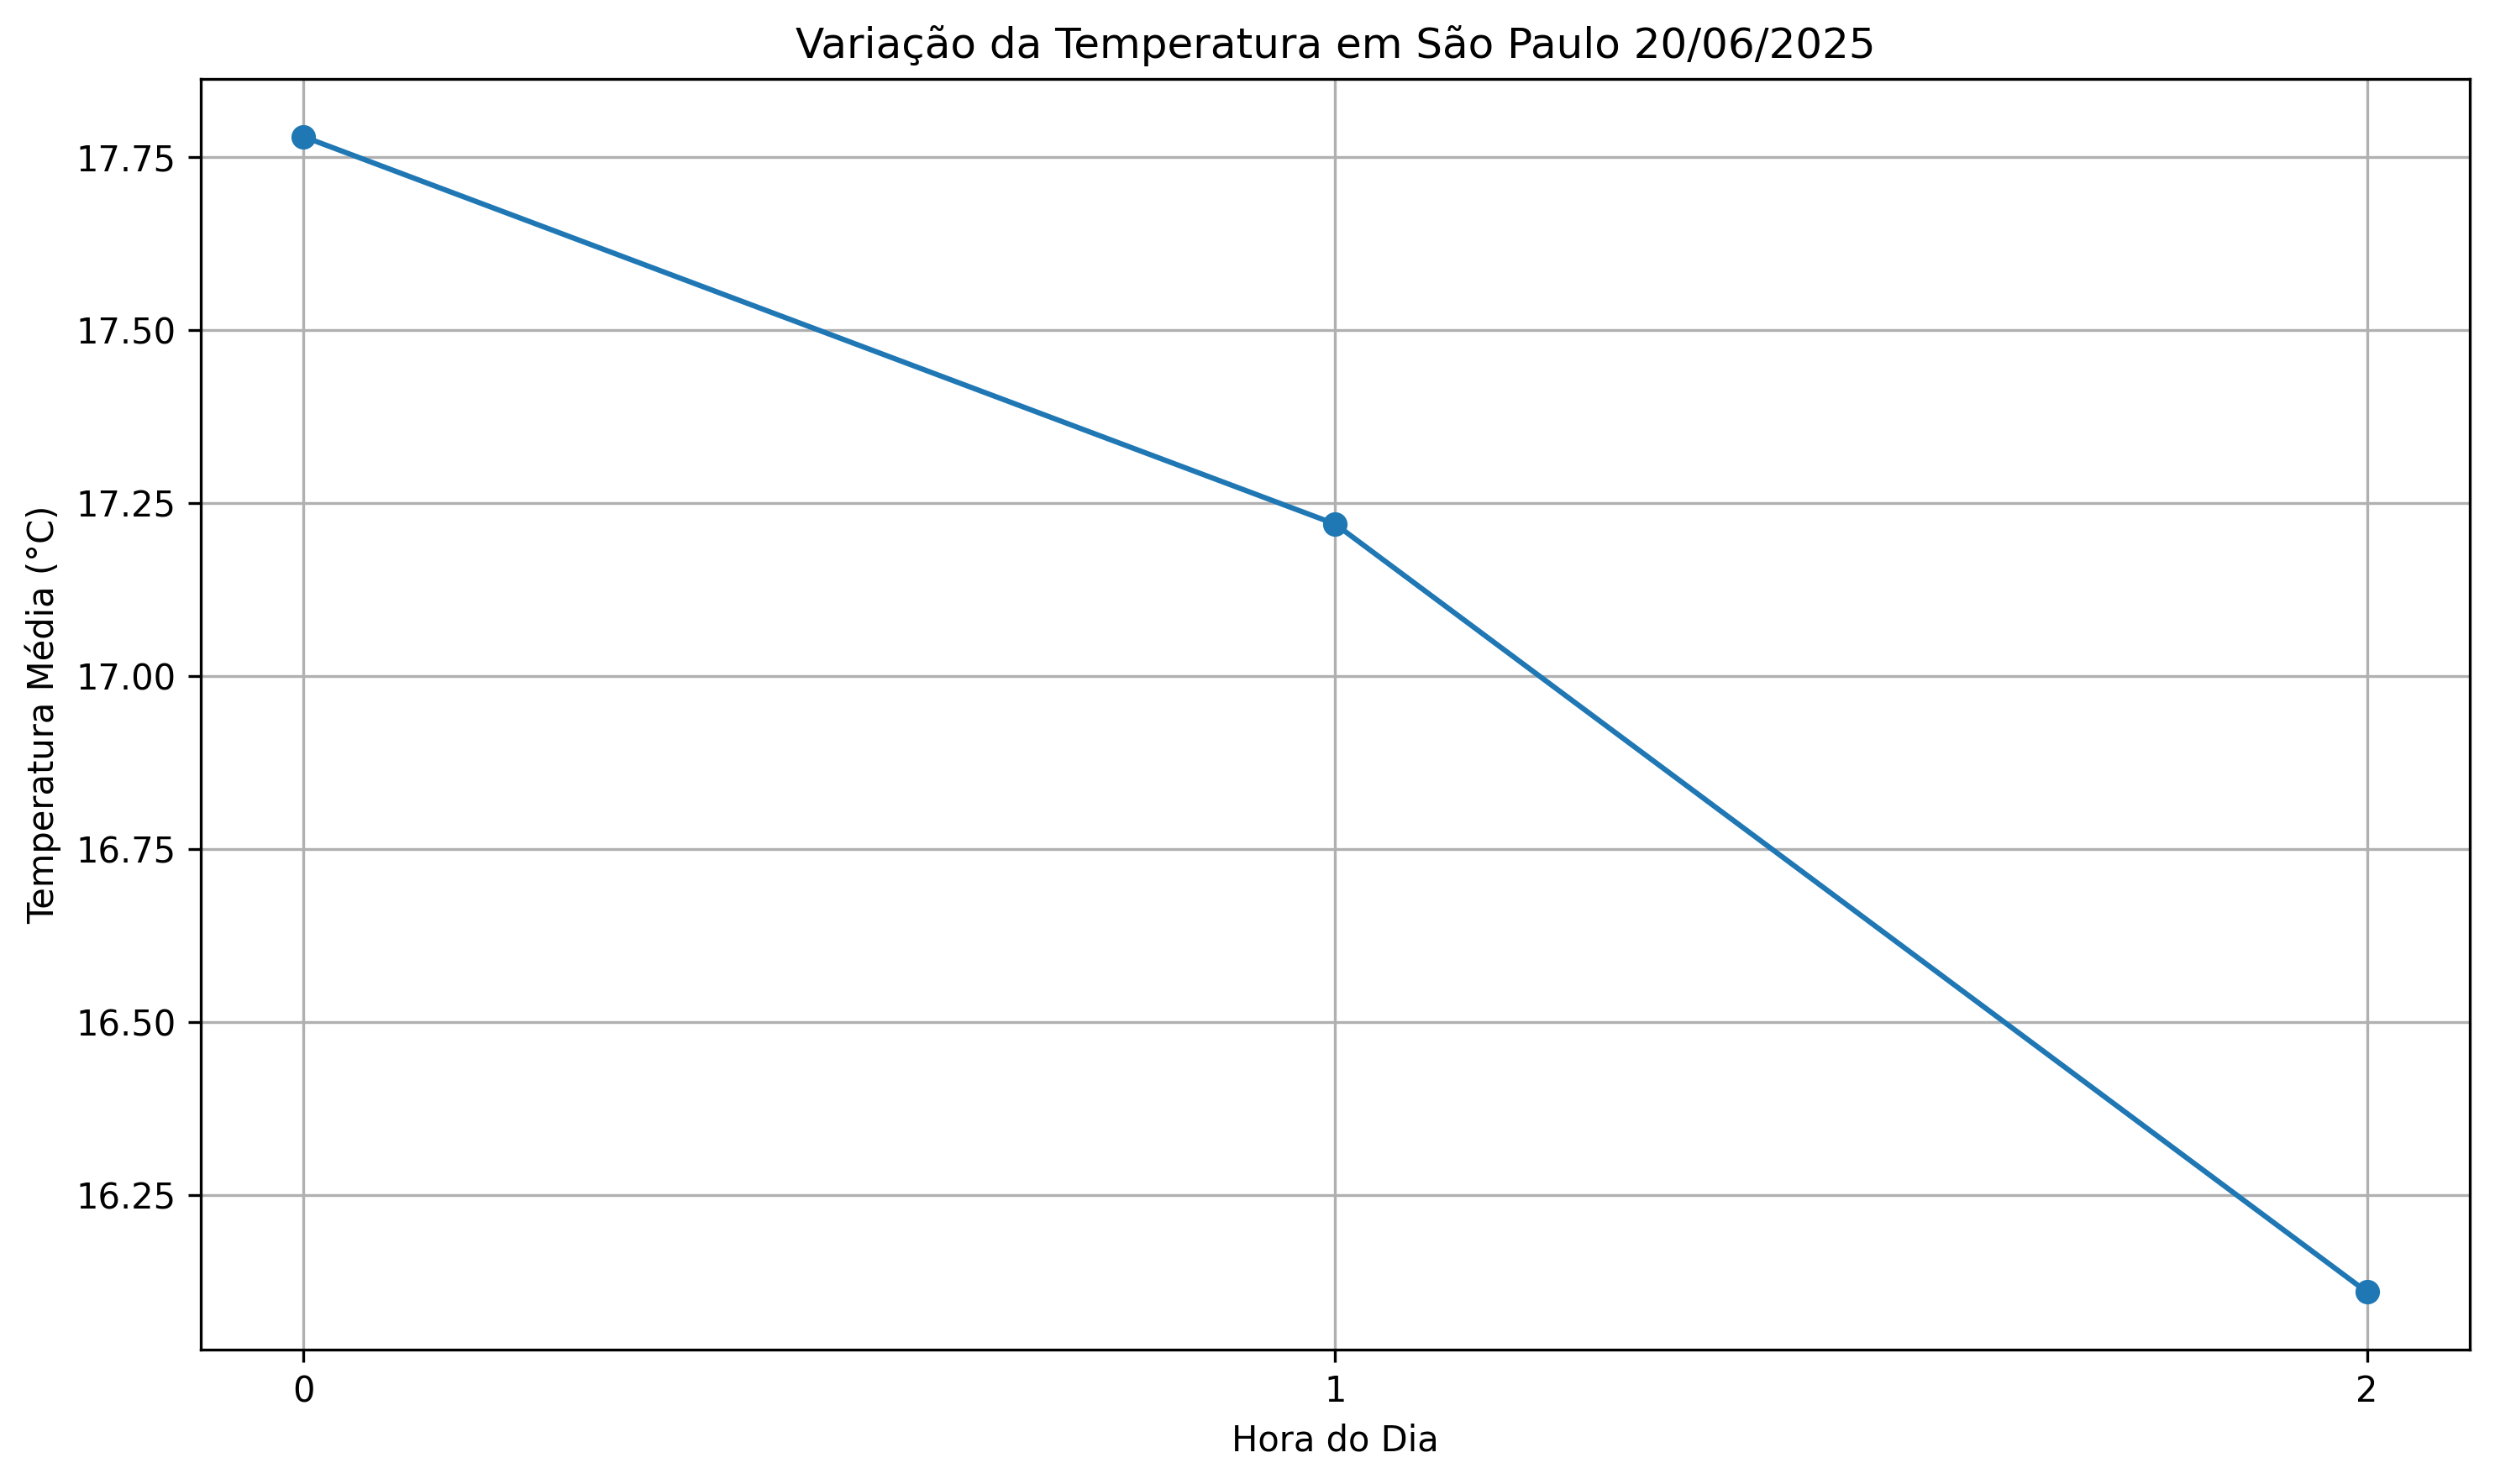 Variação da Temperatura em São Paulo 20/06/2025
Temperatura Média (°C)
17.75
17.50
17.25
17.00
16.75
16.50
16.25
0 1 2
Hora do Dia